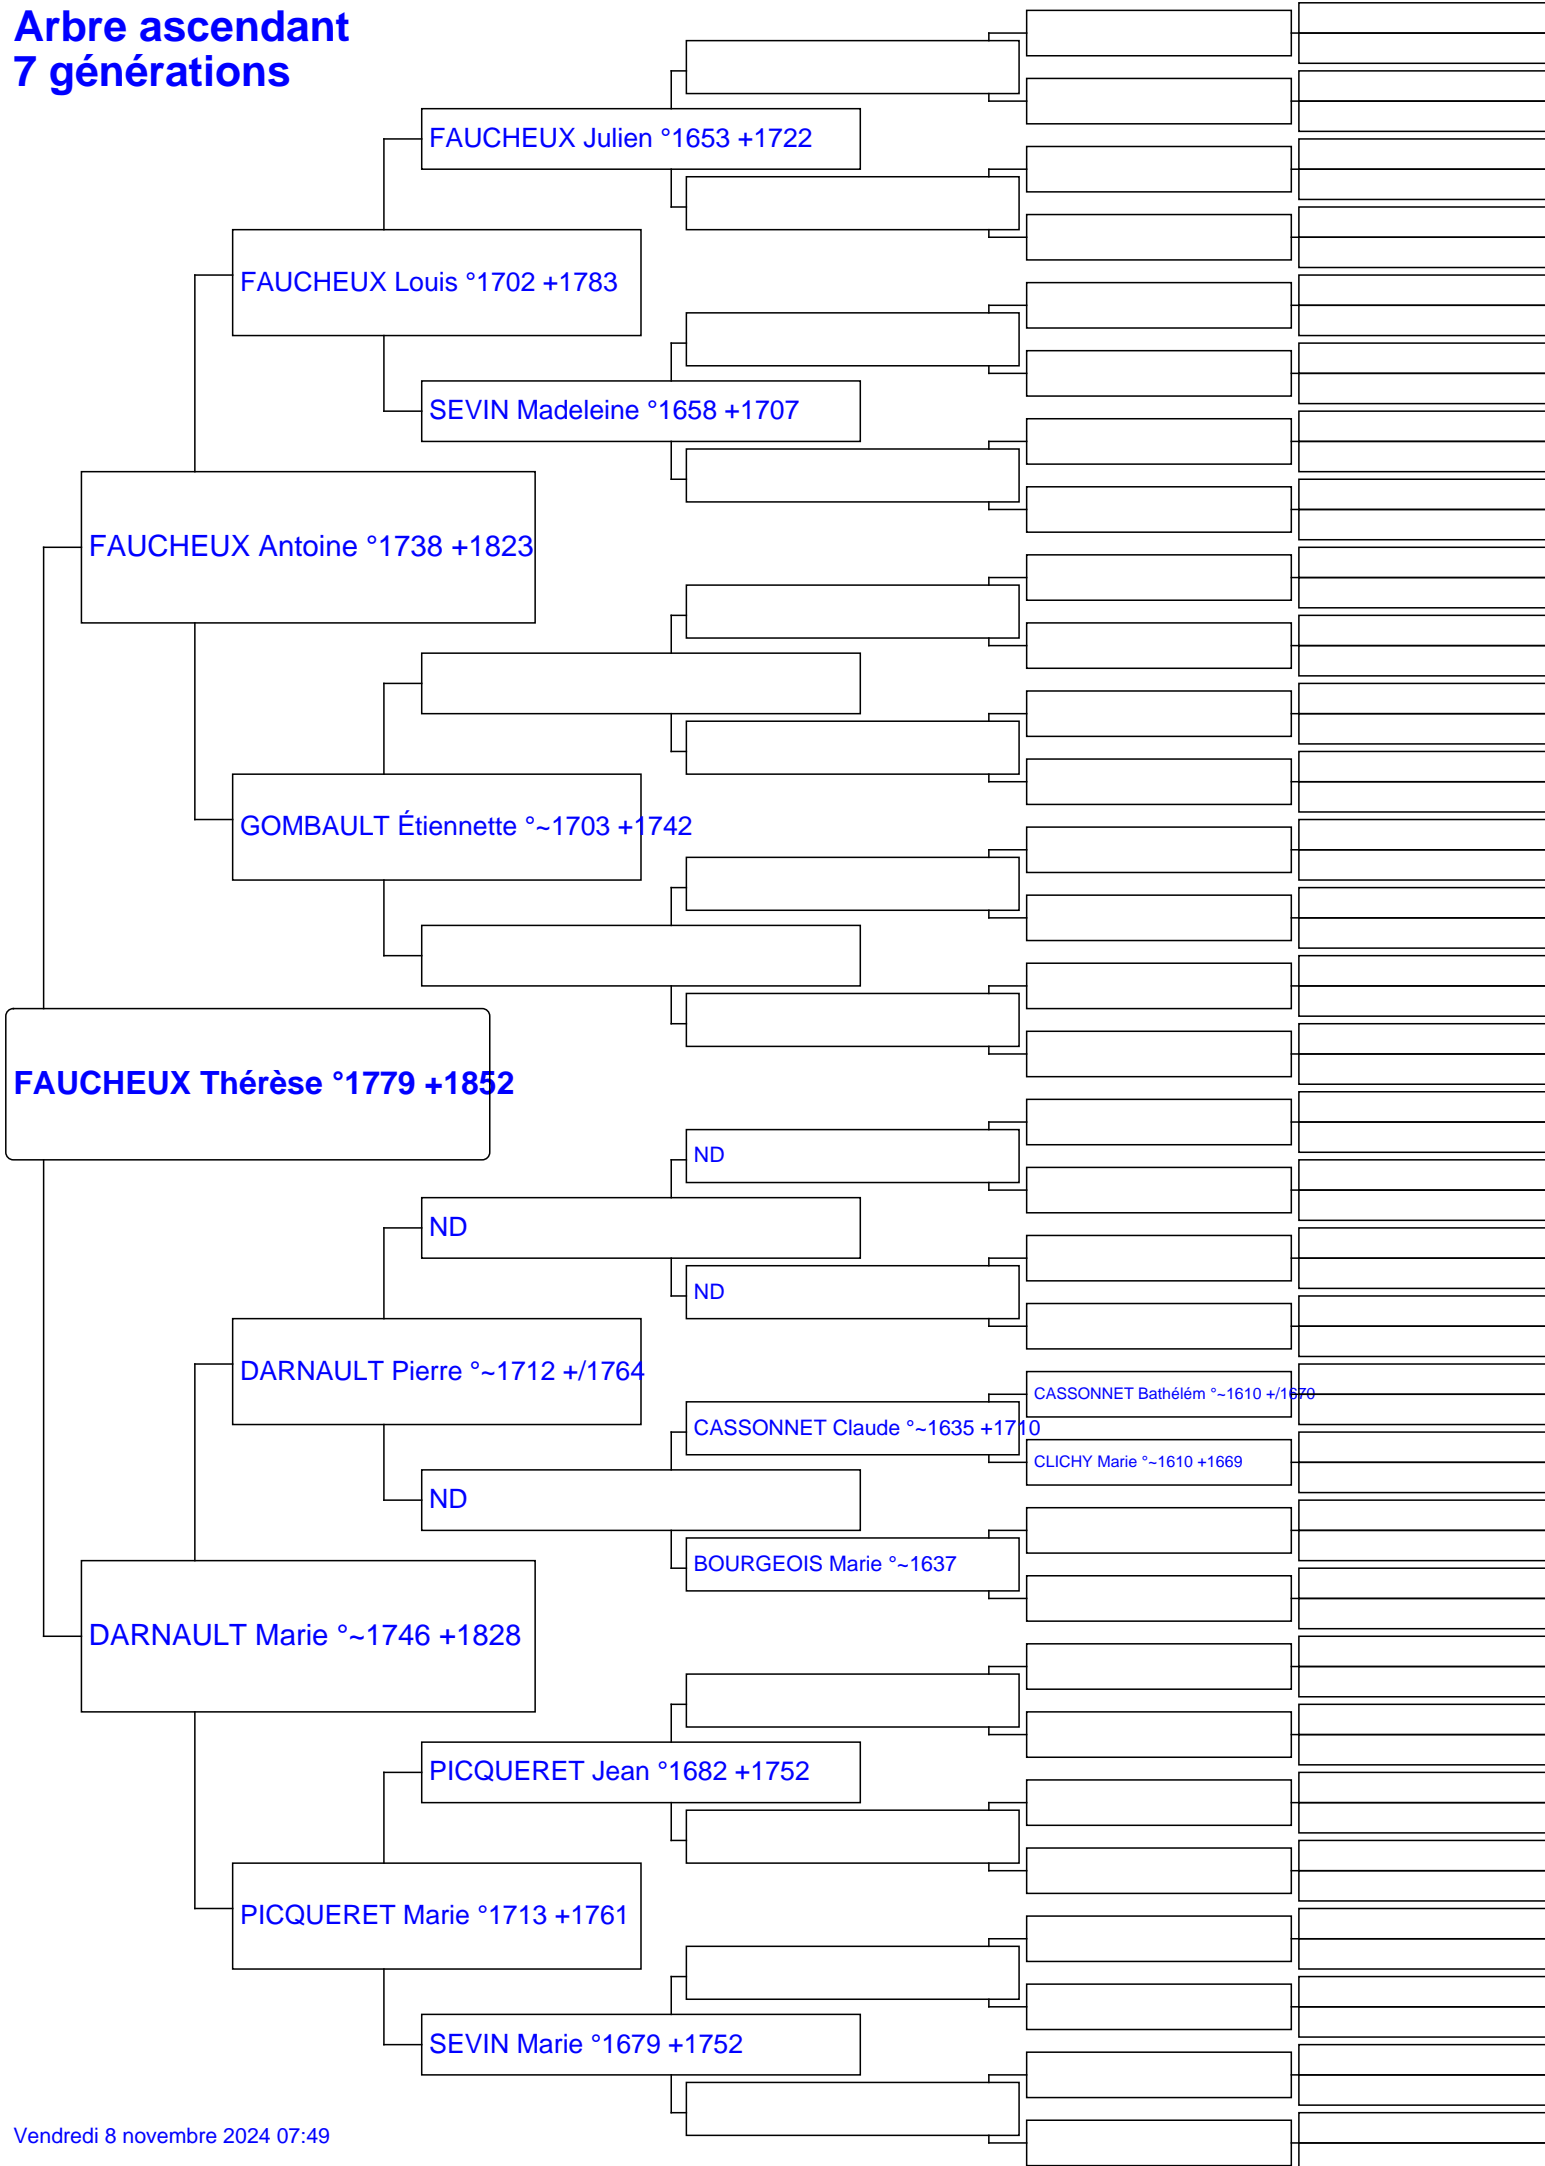 Arbre ascendant
7 générations
FAUCHEUX Julien °1653 +1722
FAUCHEUX Louis °1702 +1783
SEVIN Madeleine °1658 +1707
FAUCHEUX Antoine °1738 +1823
GOMBAULT Étiennette °~1703 +1742
FAUCHEUX Thérèse °1779 +1852
ND
ND
ND
DARNAULT Pierre °~1712 +/1764
CASSONNET Bathélém °~1610 +/1670
CASSONNET Claude °~1635 +1710
CLICHY Marie °~1610 +1669
ND
BOURGEOIS Marie °~1637
DARNAULT Marie °~1746 +1828
PICQUERET Jean °1682 +1752
PICQUERET Marie °1713 +1761
SEVIN Marie °1679 +1752
Vendredi 8 novembre 2024 07:49